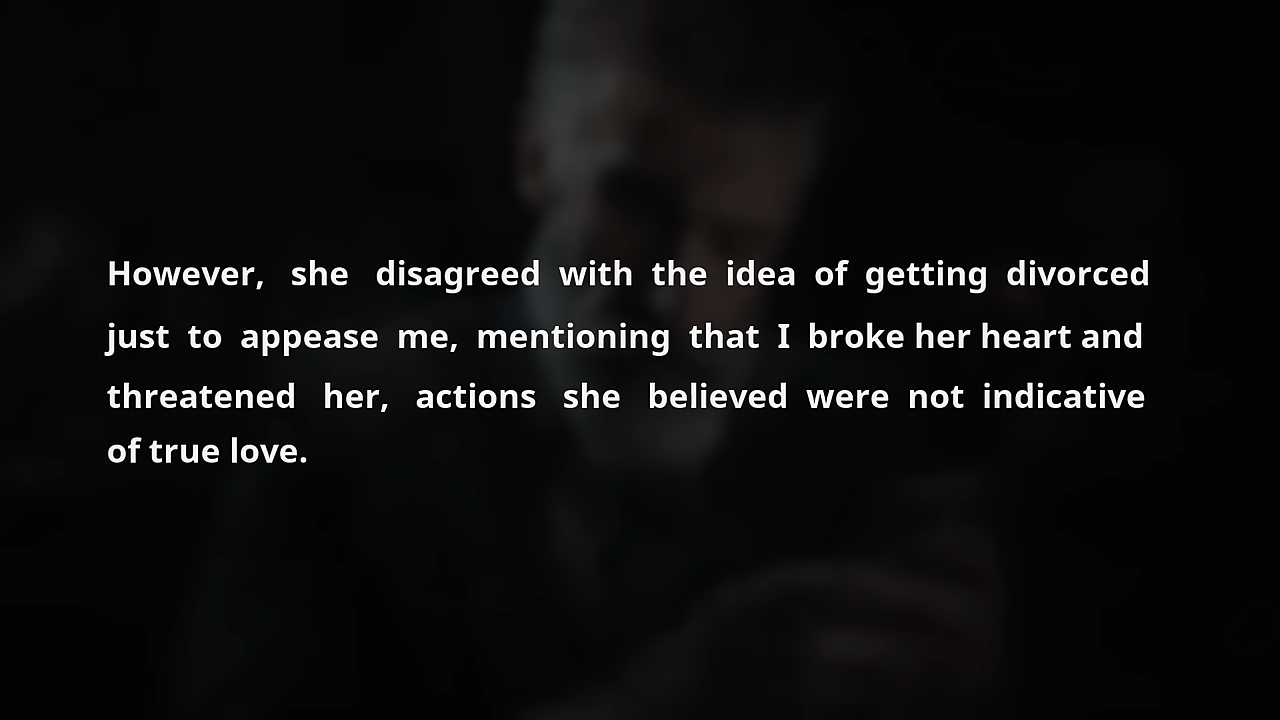 However, she disagreed with the idea of getting divorced
just to appease me, mentioning that I broke her heart and
threatened her, actions she believed were not indicative
of true love.